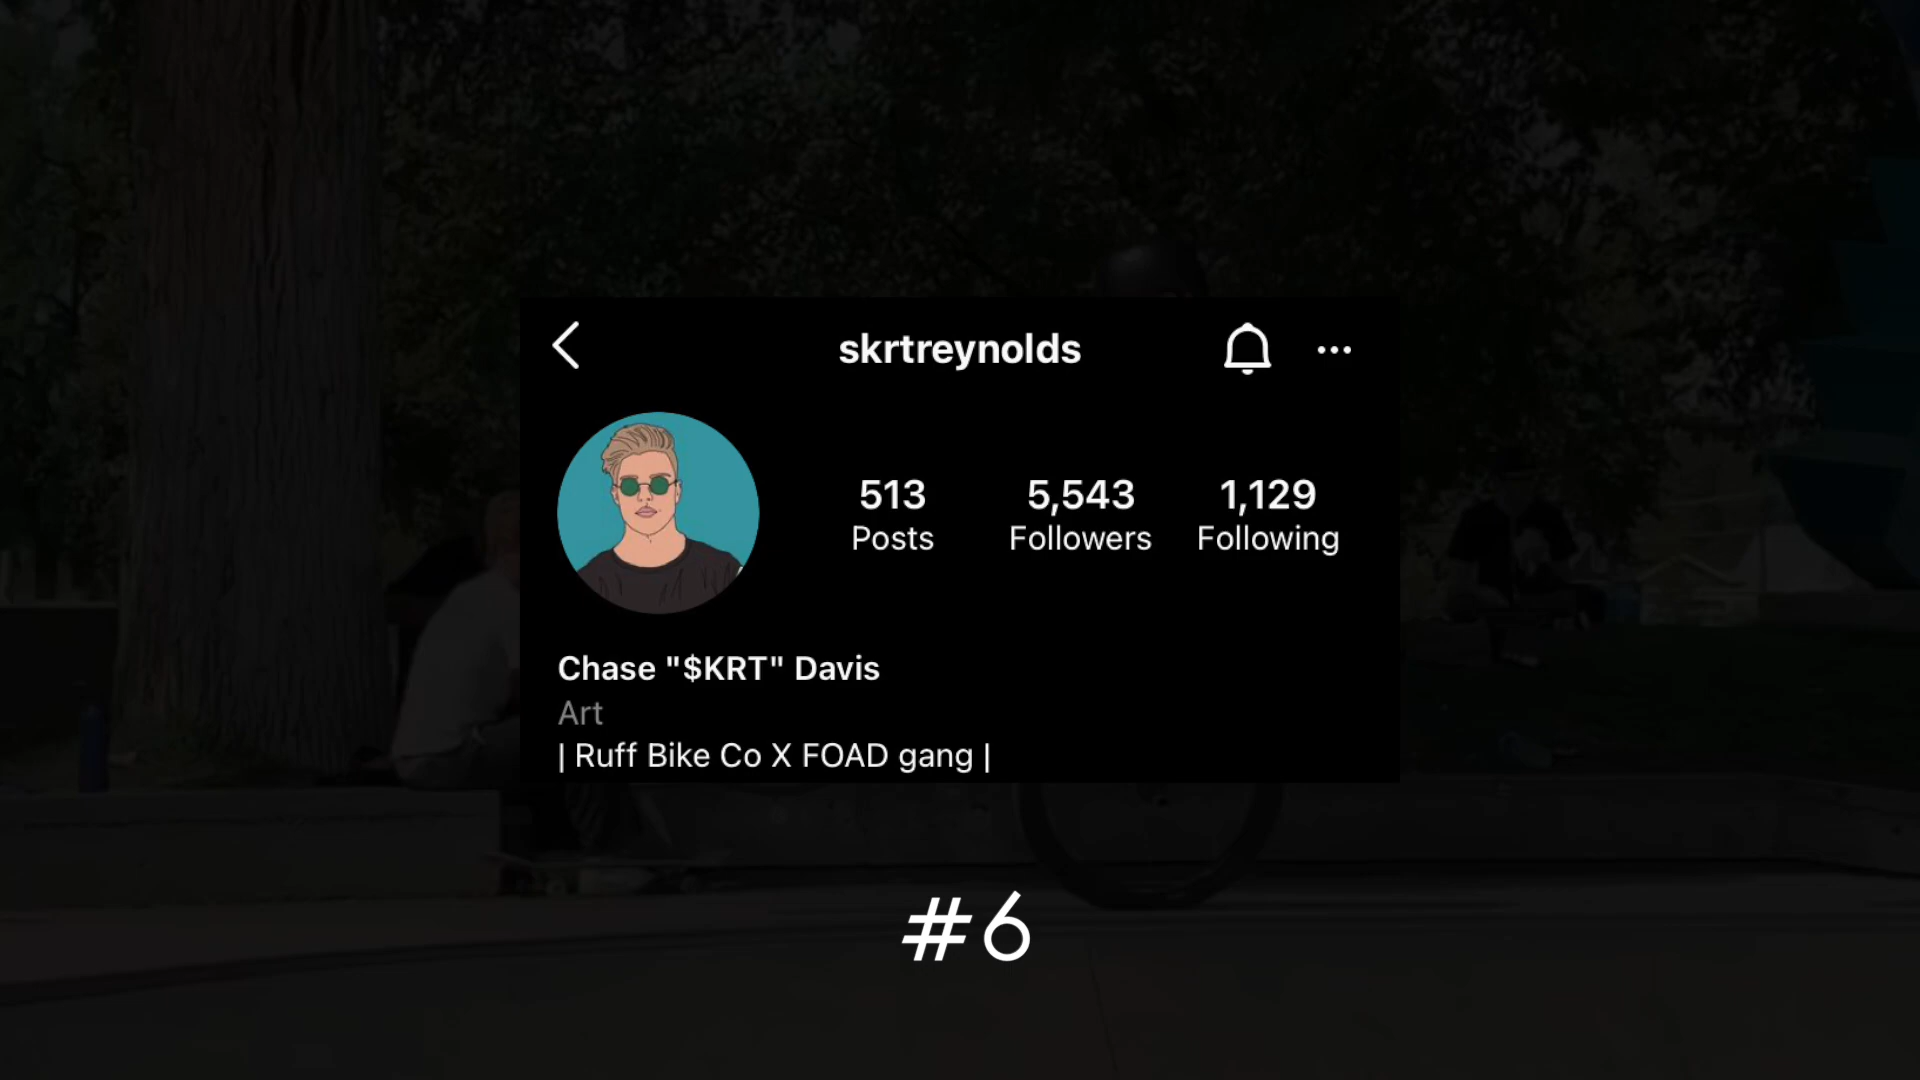 skrtreynolds
513 5,543 1,129
Posts Followers Following
Chase "$KRT" Davis
Art
| Ruff Bike Co X FOAD gang |
#6